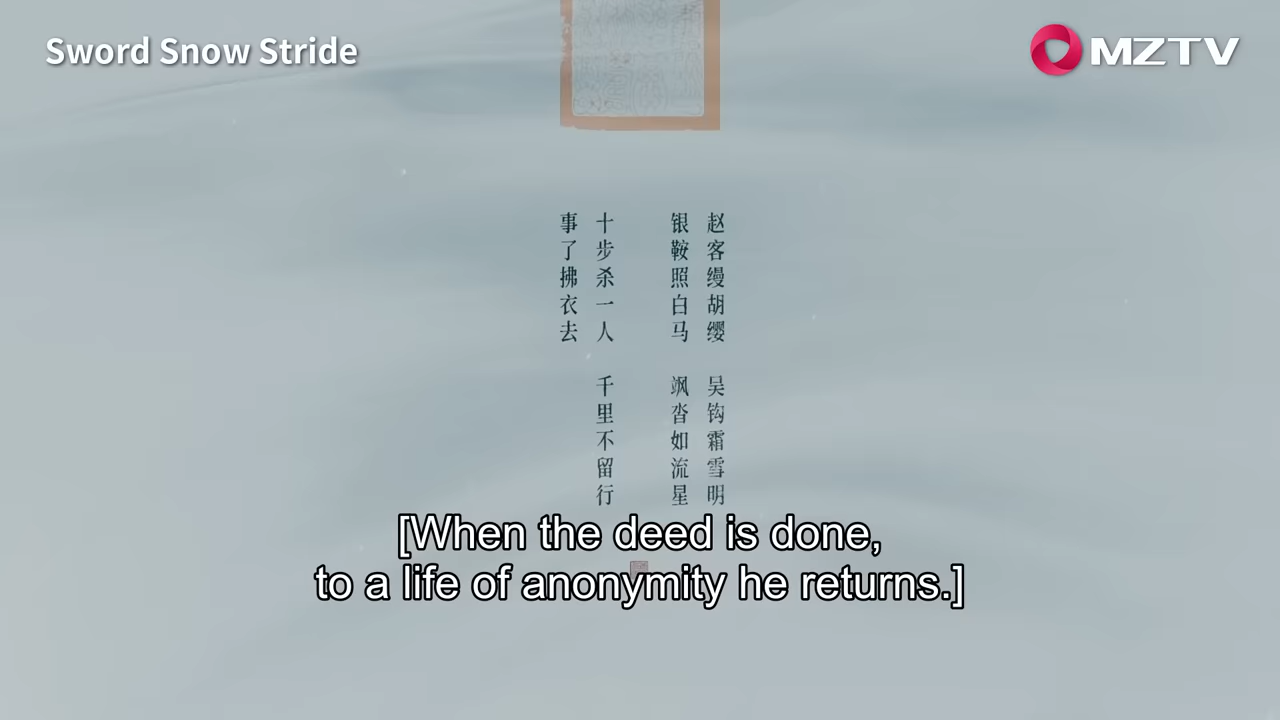 Sword Snow Stride
MZTV
赵客缦胡缨 吴钩霜雪明
银鞍照白马 飒沓如流星
十步杀一人 千里不留行
事了拂衣去
[When the deed is done,
to a life of anonymity he returns.]